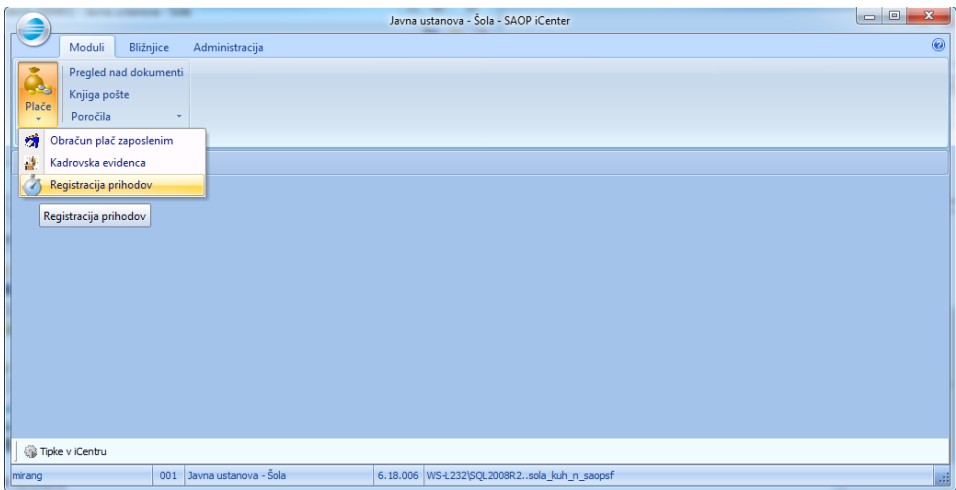 Javna ustanova - Šola - SAOP iCenter
Moduli Bližnjice Administracija
Plače
Pregled nad dokumenti
Knjiga pošte
Poročila
Obračun plač zaposlenim
Kadrovska evidenca
Registracija prihodov
Registracija prihodov
Tipke v iCentru
mirang 001 Javna ustanova - Šola 6.18.006 WS-L232\SQL2008R2..sola_kuh_n_saopsf